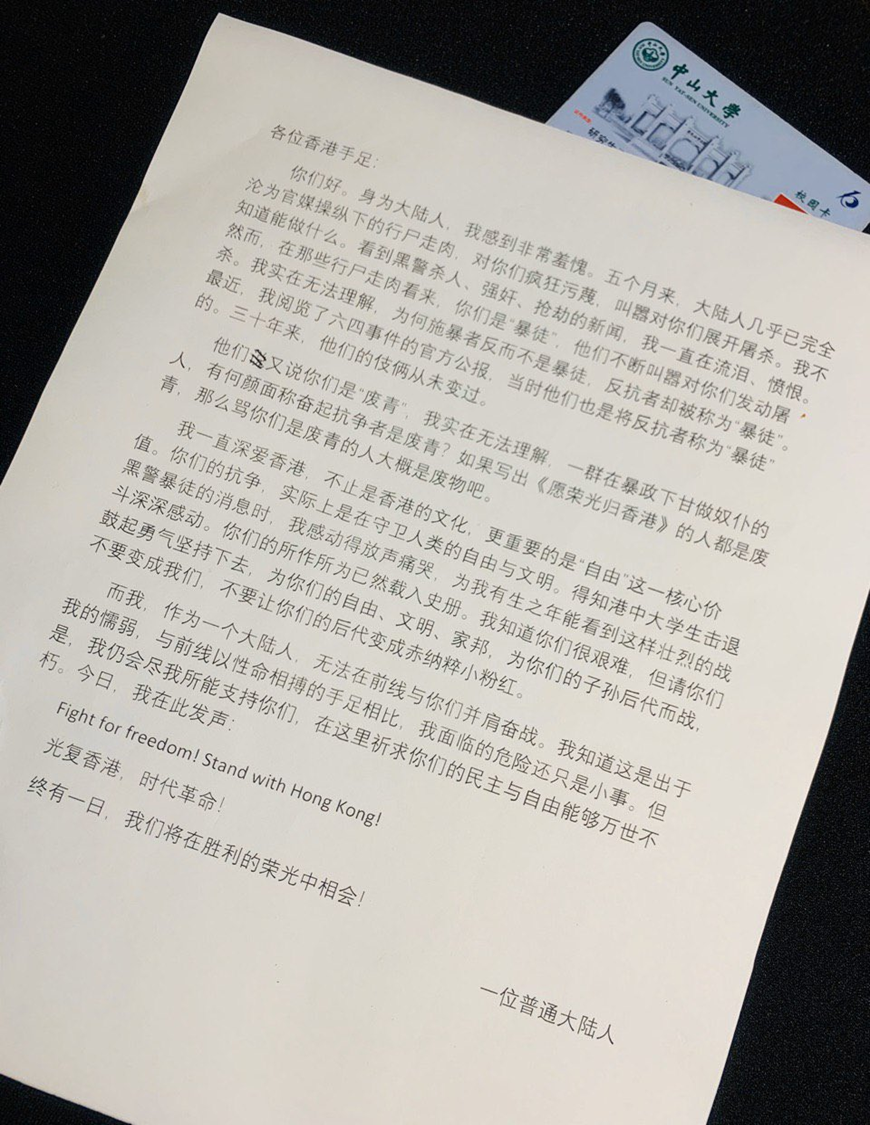 中山大學
SUN YAT-SEN UNIVERSITY
校园卡
各位香港手足：
你们好。身为大陆人，我感到非常羞愧。五个月来，大陆人几乎已完全
沦为官媒操纵下的行尸走肉，对你们疯狂污蔑，叫嚣对你们展开屠杀。我不
知道能做什么。看到黑警杀人、强奸、抢劫的新闻，我一直在流泪、愤恨。
然而，在那些行尸走肉看来，你们是“暴徒”，他们不断叫嚣对你们发动屠
杀。我实在无法理解，为何施暴者反而不是暴徒，反抗者却被称为“暴徒”。
最近，我阅览了六四事件的官方公报，当时他们也是将反抗者称为“暴徒”
的。三十年来，他们的伎俩从未变过。
他们又说你们是“废青”，我实在无法理解，一群在暴政下甘做奴仆的
人，有何颜面称奋起抗争者是废青？如果写出《愿荣光归香港》的人都是废
青，那么骂你们是废青的人大概是废物吧。
我一直深爱香港，不止是香港的文化，更重要的是“自由”这一核心价
值。你们的抗争，实际上是在守卫人类的自由与文明。得知港中大学生击退
黑警暴徒的消息时，我感动得放声痛哭，为我有生之年能看到这样壮烈的战
斗深深感动。你们的所作所为已然载入史册。我知道你们很艰难，但请你们
鼓起勇气坚持下去，为你们的自由、文明、家邦，为你们的子孙后代而战，
不要变成我们，不要让你们的后代变成赤纳粹小粉红。
而我，作为一个大陆人，无法在前线与你们并肩奋战。我知道这是出于
我的懦弱，与前线以性命相搏的手足相比，我面临的危险还只是小事。但
是，我仍会尽我所能支持你们，在这里祈求你们的民主与自由能够万世不
朽。今日，我在此发声：
Fight for freedom! Stand with Hong Kong!
光复香港，时代革命！
终有一日，我们将在胜利的荣光中相会！
一位普通大陆人